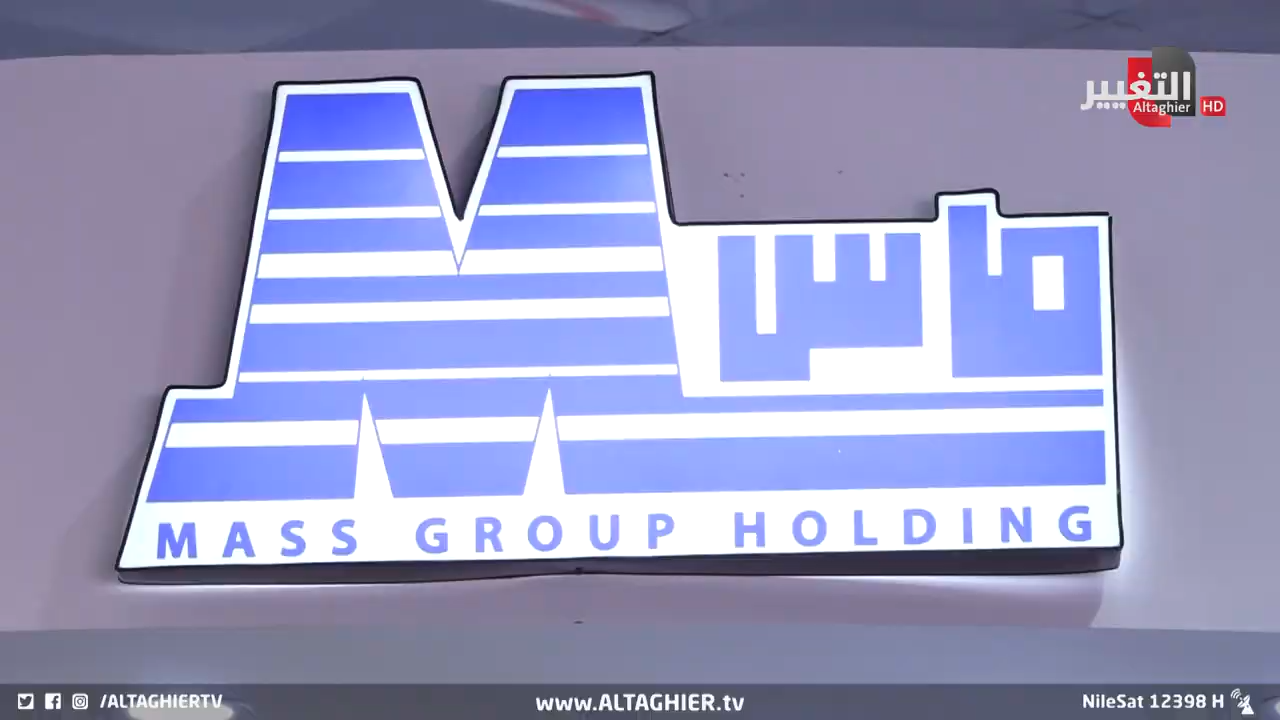 التغيير
Altaghier HD
ماس
MASS GROUP HOLDING
/ALTAGHIERTV
www.ALTAGHIER.tv
NileSat 12398 H